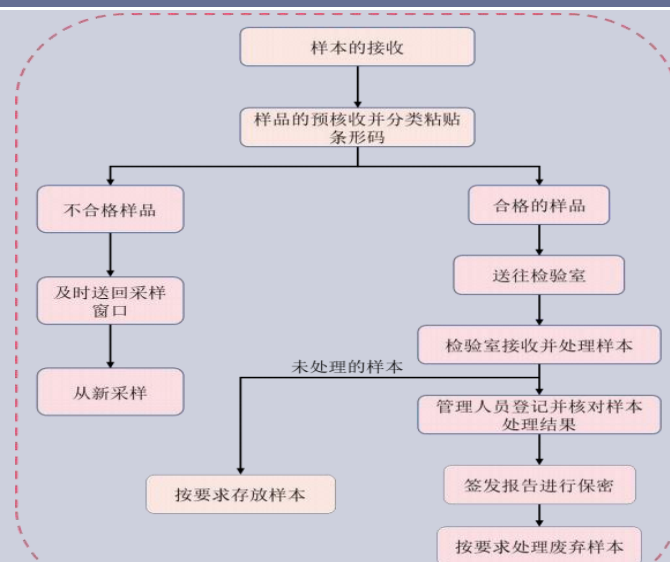 样本的接收
样品的预核收并分类粘贴
条形码
不合格样品
合格的样品
及时送回采样
窗口
送往检验室
从新采样
检验室接收并处理样本
未处理的样本
管理人员登记并核对样本
处理结果
按要求存放样本
签发报告进行保密
按要求处理废弃样本